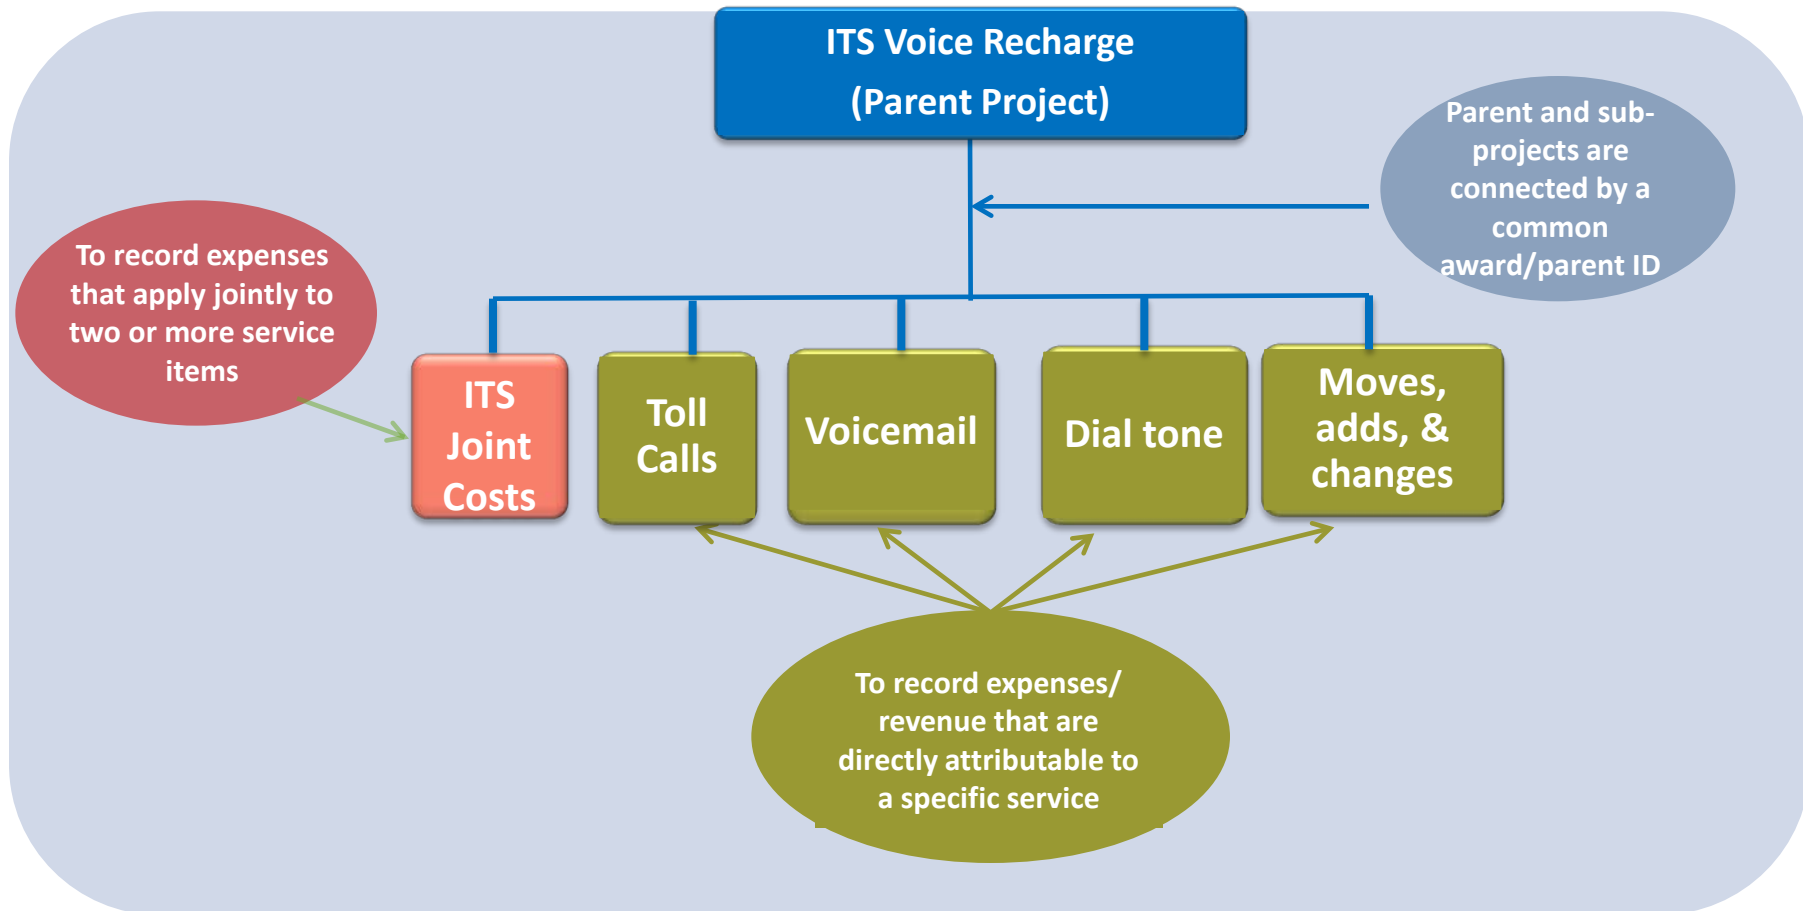 ITS Voice Recharge
(Parent Project)
Parent and sub-
projects are
connected by a
common
award/parent ID
To record expenses
that apply jointly to
two or more service
items
ITS
Joint
Costs
Toll
Calls
Voicemail
Dial tone
Moves,
adds, &
changes
To record expenses/
revenue that are
directly attributable to
a specific service